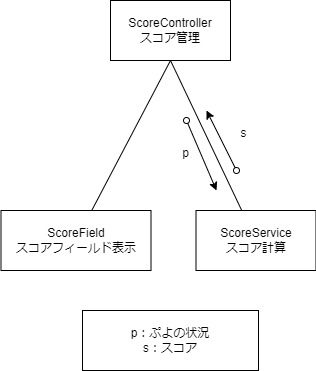 ScoreController
スコア管理
s
p
ScoreField
スコアフィールド表示
ScoreService
スコア計算
p：ぷよの状況
s：スコア